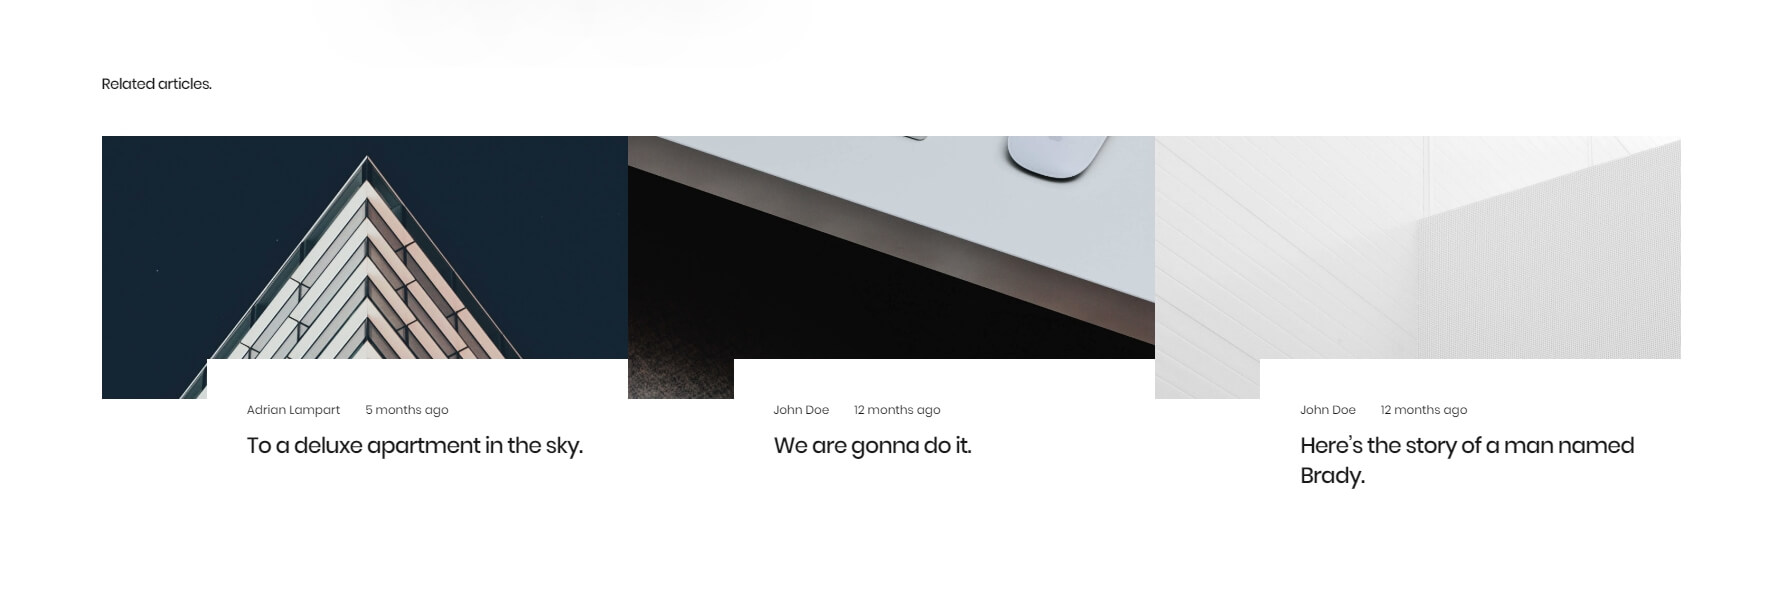 Related articles.
Adrian Lampart 5 months ago
To a deluxe apartment in the sky.
John Doe 12 months ago
We are gonna do it.
John Doe 12 months ago
Here’s the story of a man named
Brady.